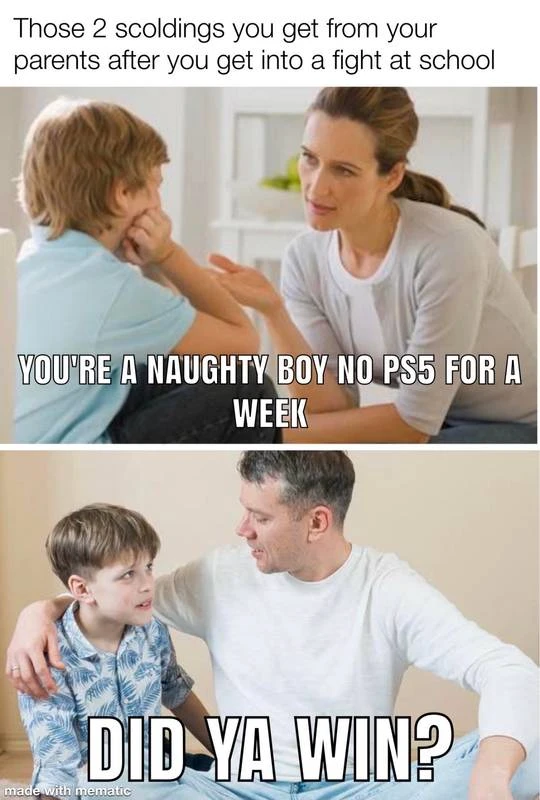 Those 2 scoldings you get from your
parents after you get into a fight at school
YOU'RE A NAUGHTY BOY NO PS5 FOR A
WEEK
DID YA WIN?
made with mematic